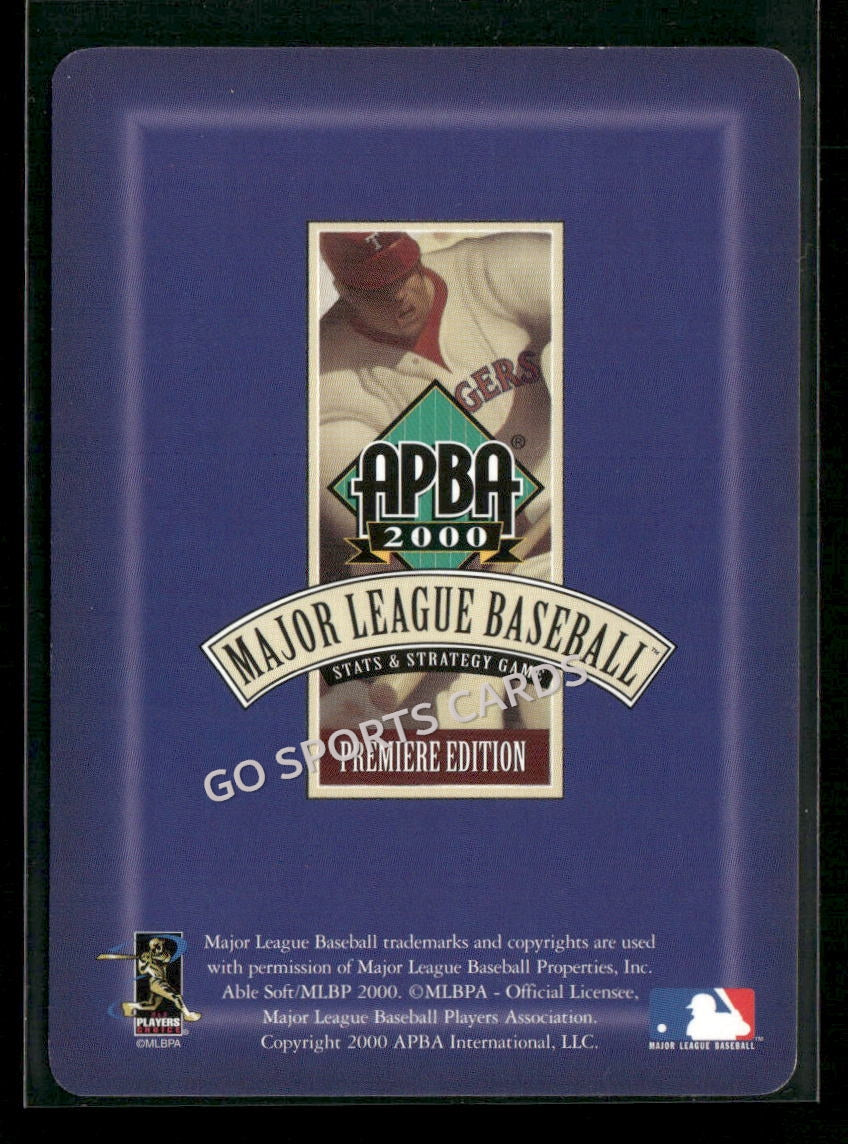 T
GERS
APBA®
2000
MAJOR LEAGUE BASEBALL™
STATS & STRATEGY GAME
GO SPORTS CARDS
PREMIERE EDITION
Major League Baseball trademarks and copyrights are used
with permission of Major League Baseball Properties, Inc.
Able Soft/MLBP 2000. ©MLBPA - Official Licensee,
Major League Baseball Players Association.
Copyright 2000 APBA International, LLC.
PLAYERS
CHOICE
©MLBPA
MAJOR LEAGUE BASEBALL™